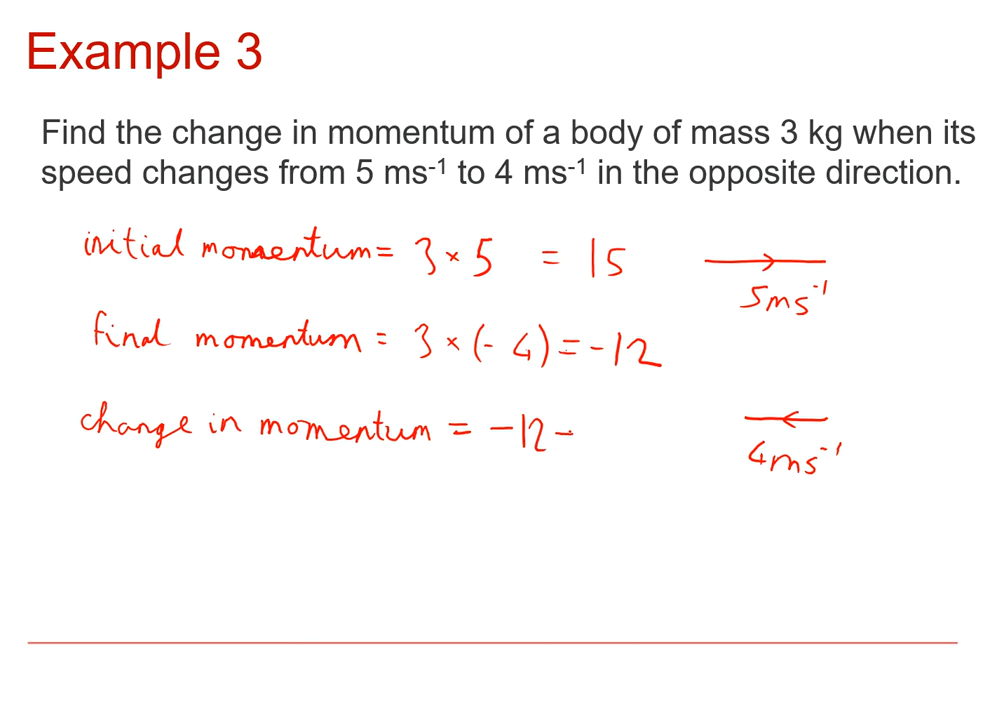 Example 3
Find the change in momentum of a body of mass 3 kg when its
speed changes from 5 ms⁻¹ to 4 ms⁻¹ in the opposite direction.
initial momentum = 3 × 5 = 15
5ms⁻¹
final momentum = 3 × (- 4) = -12
change in momentum = -12 -
4ms⁻¹